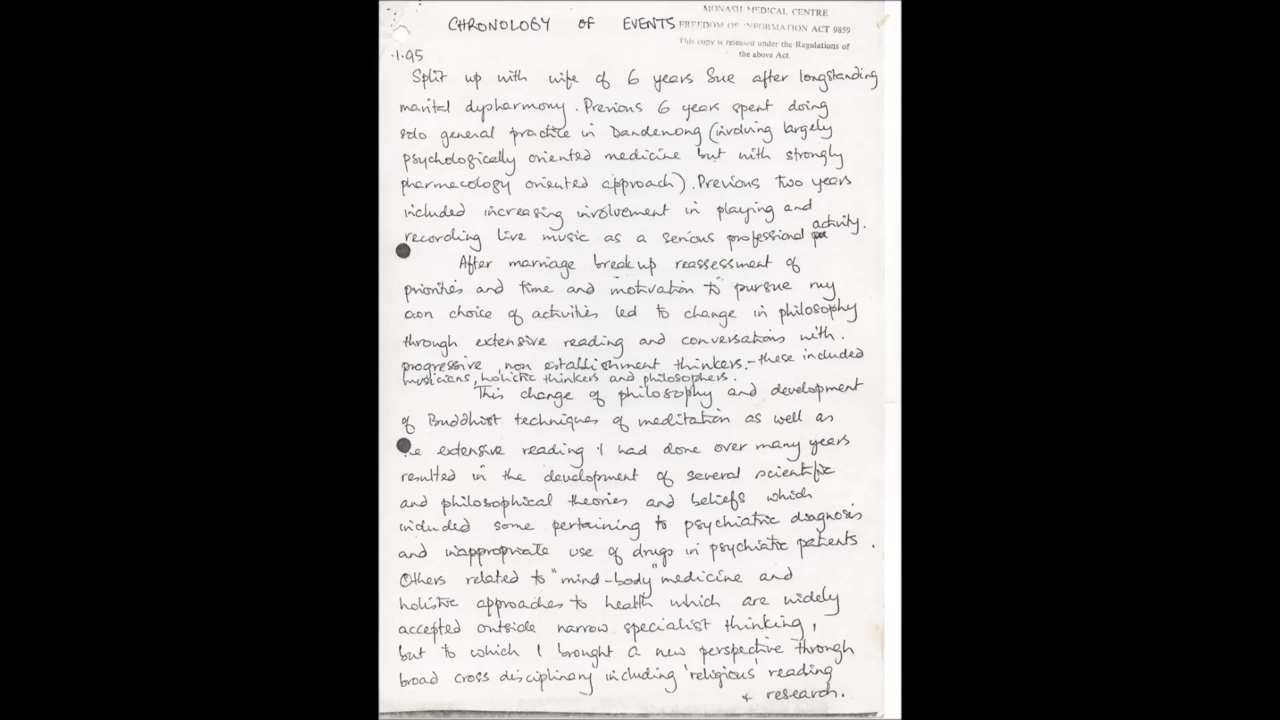 MONASH MEDICAL CENTRE
CHRONOLOGY OF EVENTS
FREEDOM OF INFORMATION ACT 9859
This copy is released under the Regulations of
the above Act.
.1.95
Split up with wife of 6 years Sue after longstanding
marital dysharmony. Previous 6 years spent doing
solo general practice in Dandenong (involving largely
psychologically oriented medicine but with strongly
pharmacology oriented approach). Previous two years
included increasing involvement in playing and
recording live music as a serious professional activity.
After marriage break up reassessment of
priorities and time and motivation to pursue my
own choice of activities led to change in philosophy
through extensive reading and conversations with.
progressive, non establishment thinkers. - these included
musicians, holistic thinkers and philosophers.
This change of philosophy and development
of Buddhist techniques of meditation as well as
extensive reading I had done over many years
resulted in the development of several scientific
and philosophical theories and beliefs which
included some pertaining to psychiatric diagnosis
and inappropriate use of drugs in psychiatic patients.
Others related to "mind-body" medicine and
holistic approaches to health which are widely
accepted outside narrow specialist thinking,
but to which I brought a new perspective through
broad cross disciplinary including 'religious' reading
+ research.